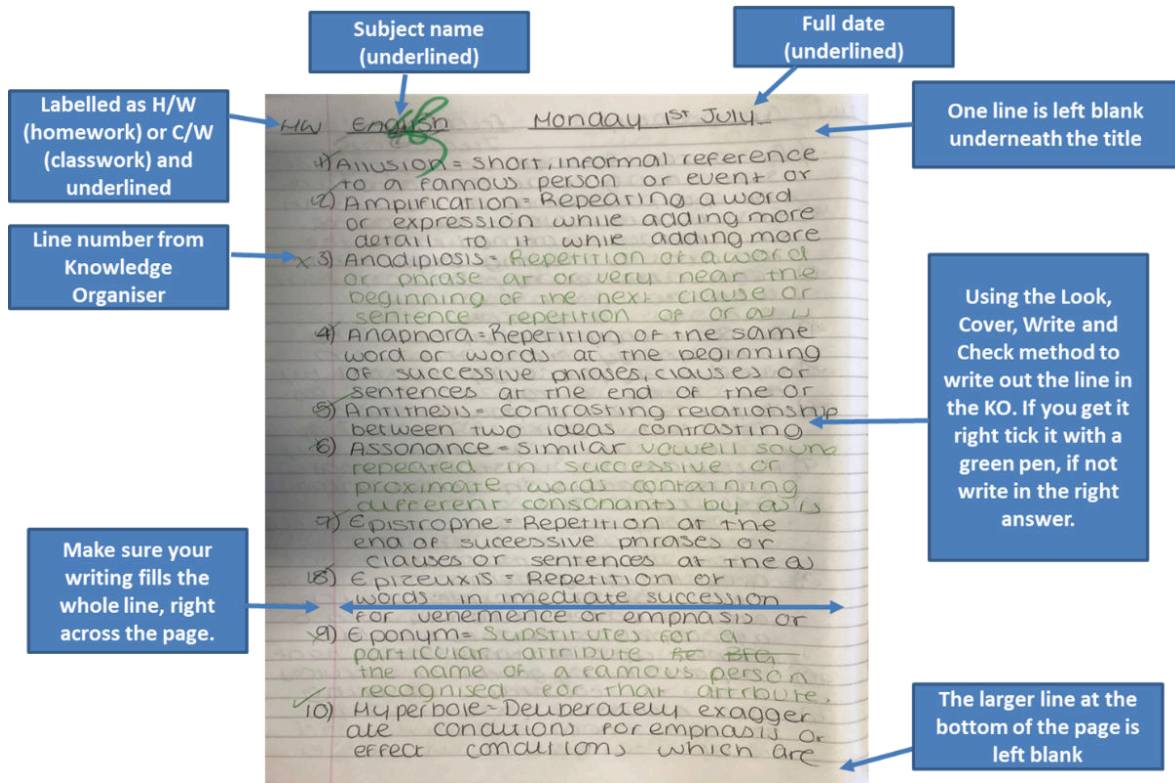 Subject name
(underlined)
Full date
(underlined)
Labelled as H/W
(homework) or C/W
(classwork) and
underlined
One line is left blank
underneath the title
Line number from
Knowledge
Organiser
Using the Look,
Cover, Write and
Check method to
write out the line in
the KO. If you get it
right tick it with a
green pen, if not
write in the right
answer.
Make sure your
writing fills the
whole line, right
across the page.
The larger line at the
bottom of the page is
left blank
HW English Monday 1st July
1) Allusion = short, informal reference
to a famous person or event or
2) Amplification = Repearing a word
or expression while adding more
detail to it while adding more
3) Anadiplosis = Repetition of a word
or phrase at or very near the
beginning of the next clause or
sentence repetition of or
4) Anaphora = Repetition of the same
word or words at the beginning
of successive phrases, clauses or
sentences at the end of the or
5) Antithesis = contrasting relationship
between two ideas contrasting
6) Assonance = similar vowell sound
repeated in successive or
proximate words containing
different consonants by
7) Epistrophe = Repetition at the
end of successive phrases or
clauses or sentences at the
8) Epizeuxis = Repetition or
words in imediate succession
for venemence or emphasis or
9) Eponym = Substitutes for a
particular attribute
the name of a famous person
recognised for that attribute.
10) Hyperbole = Deliberately exagger
ate conditions for emphasis or
effect conditions which are